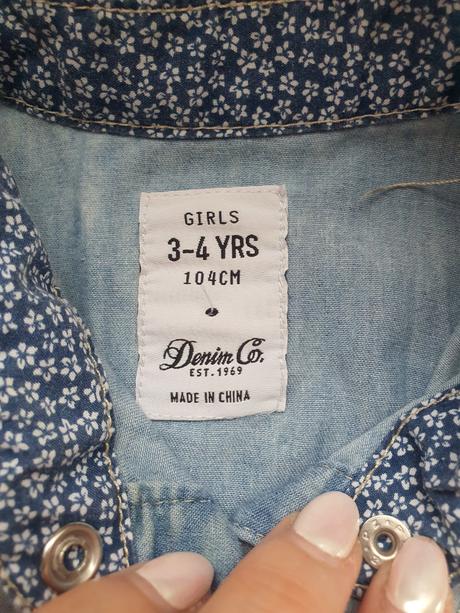 GIRLS
3-4 YRS
104CM
Denim Co.
EST.1969
MADE IN CHINA